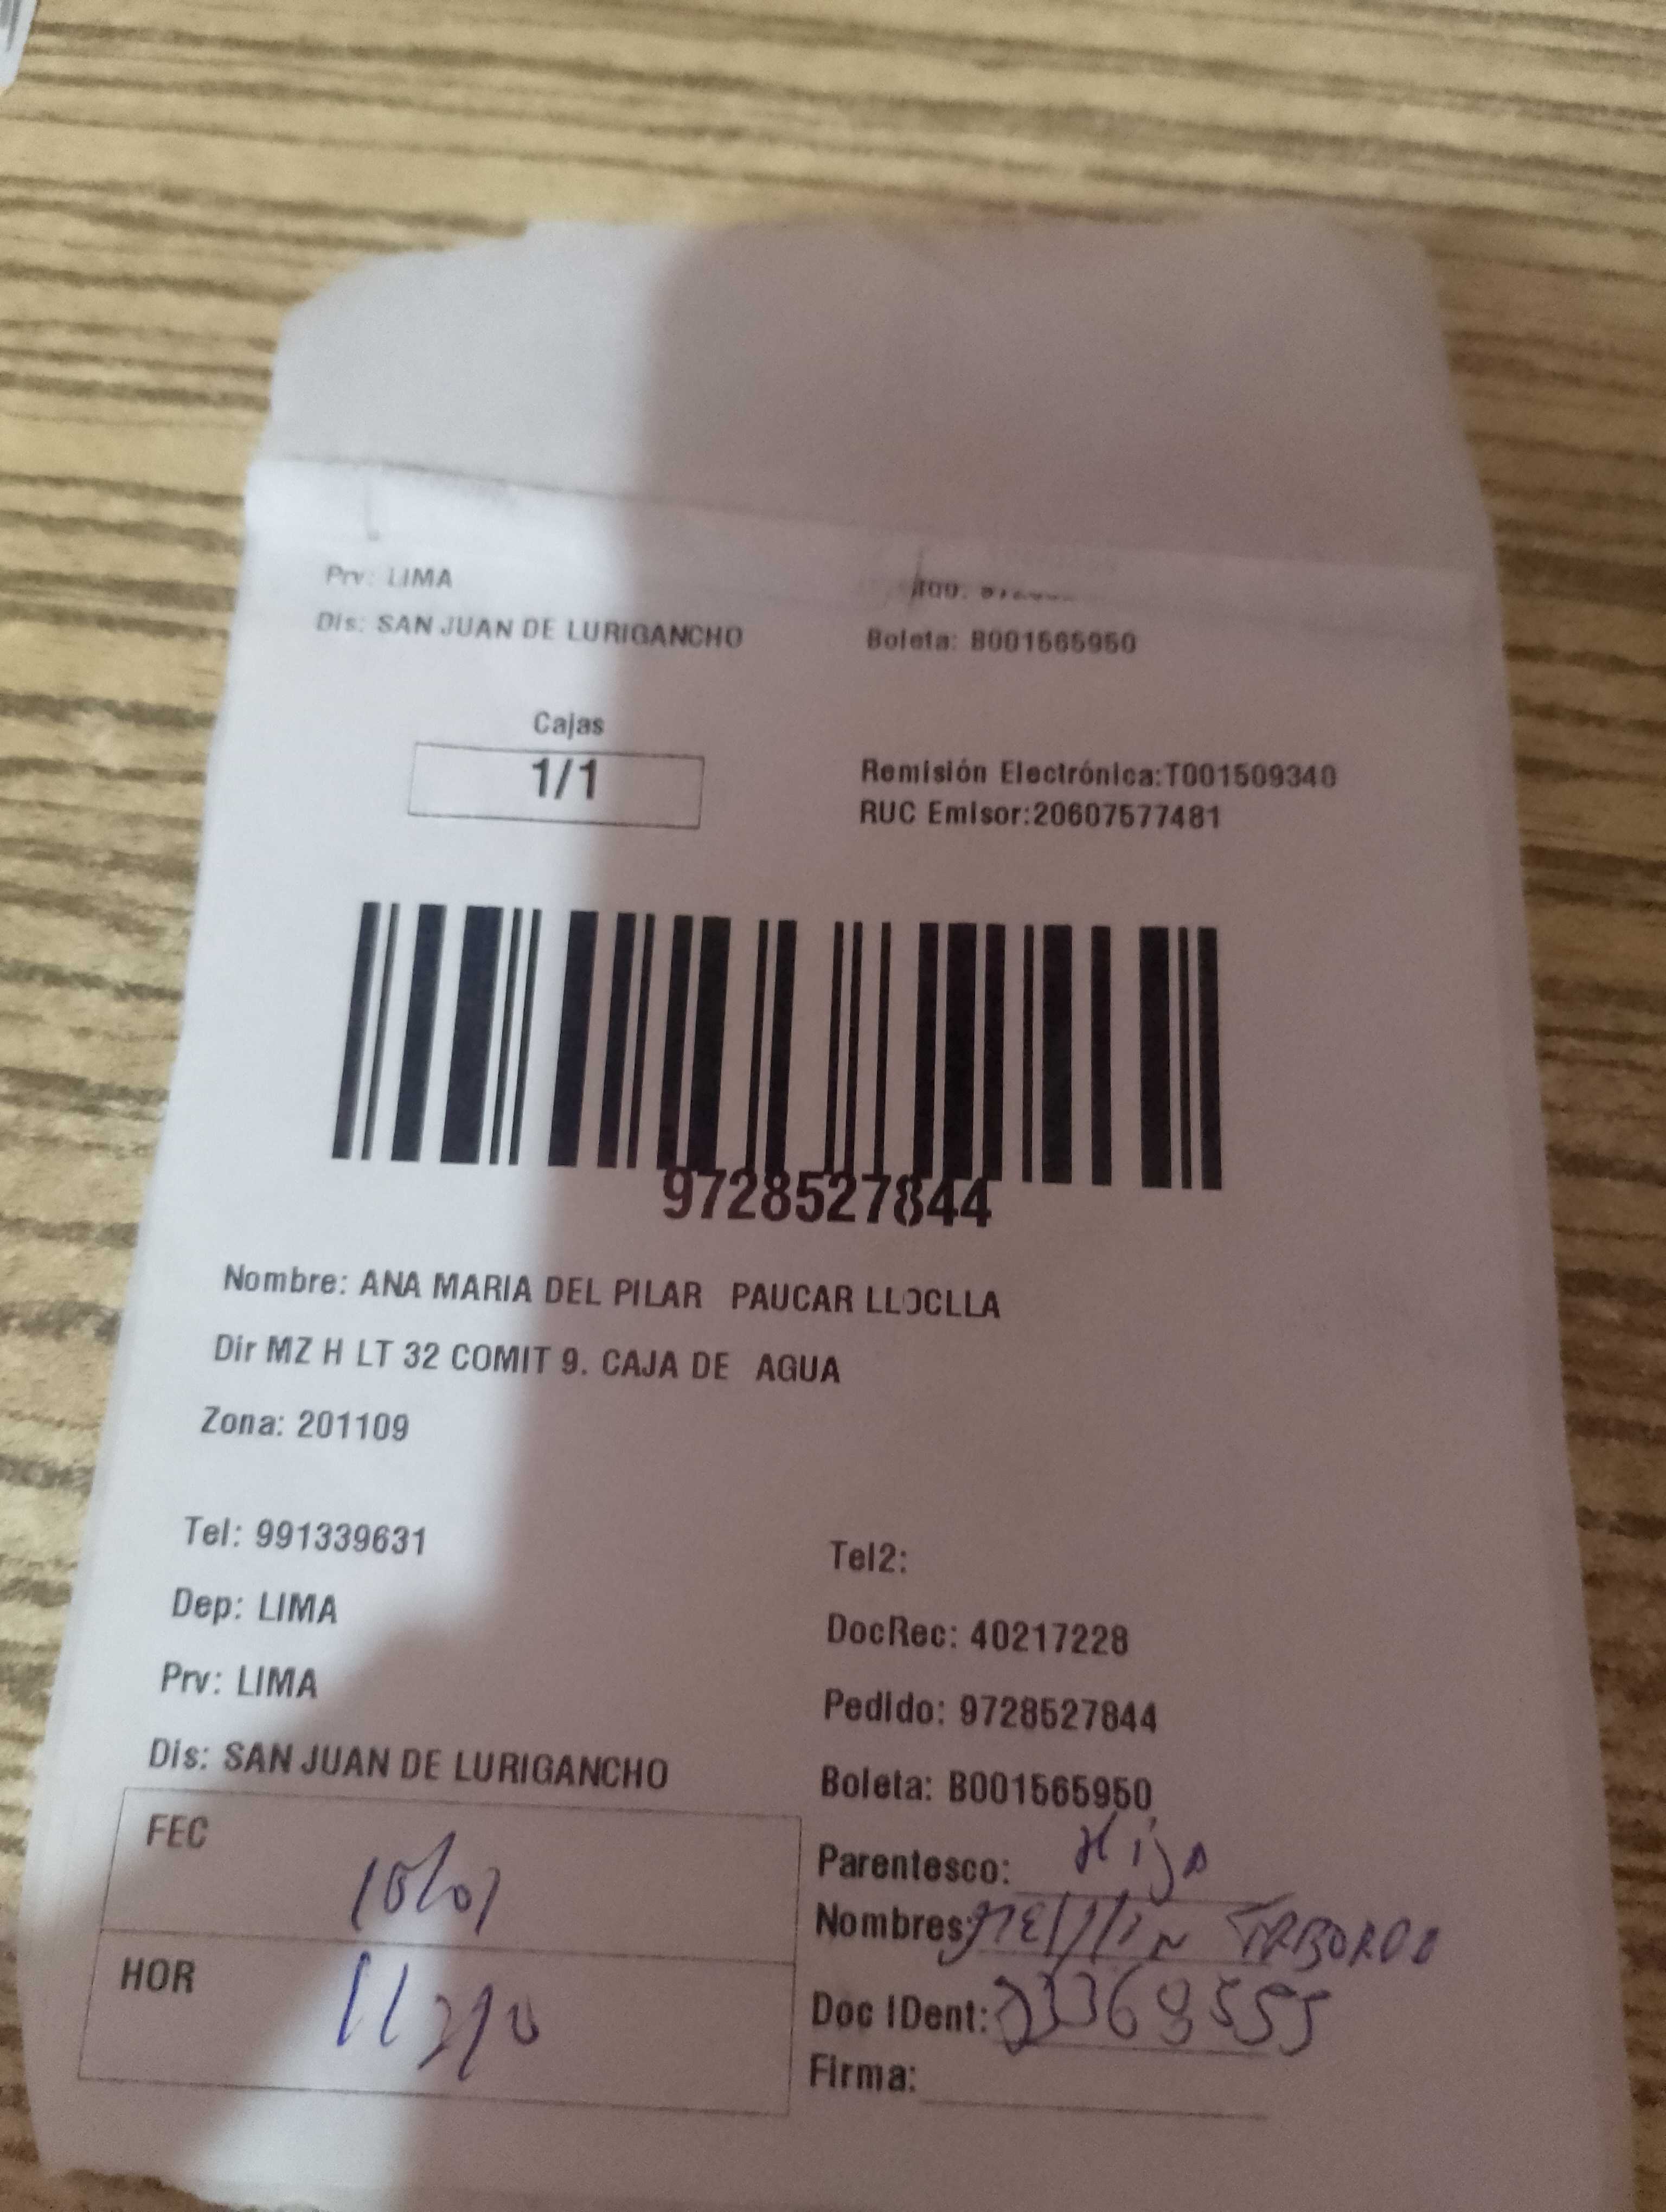 Prv: LIMA
Dis: SAN JUAN DE LURIGANCHO
Boleta: B001565950
Cajas
1/1
Remisión Electrónica:T001509340
RUC Emisor:20607577481
9728527844
Nombre: ANA MARIA DEL PILAR PAUCAR LLOCLLA
Dir MZ H LT 32 COMIT 9. CAJA DE AGUA
Zona: 201109
Tel: 991339631
Tel2:
Dep: LIMA
DocRec: 40217228
Prv: LIMA
Pedido: 9728527844
Dis: SAN JUAN DE LURIGANCHO
Boleta: B001565950
FEC
Parentesco: Hija
Nombres:
HOR
Doc IDent:
Firma: